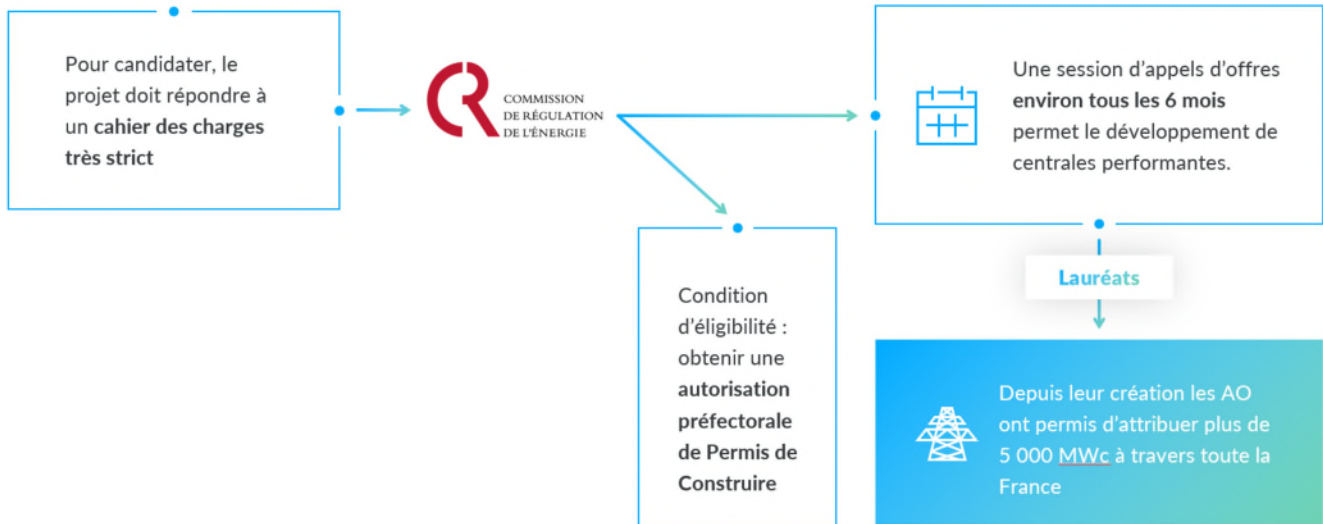 Pour candidater, le
projet doit répondre à
un cahier des charges
très strict
CR
COMMISSION
DE RÉGULATION
DE L'ÉNERGIE
Une session d'appels d'offres
environ tous les 6 mois
permet le développement de
centrales performantes.
Condition
d'éligibilité :
obtenir une
autorisation
préfectorale
de Permis de
Construire
Lauréats
Depuis leur création les AO
ont permis d'attribuer plus de
5 000 MWc à travers toute la
France